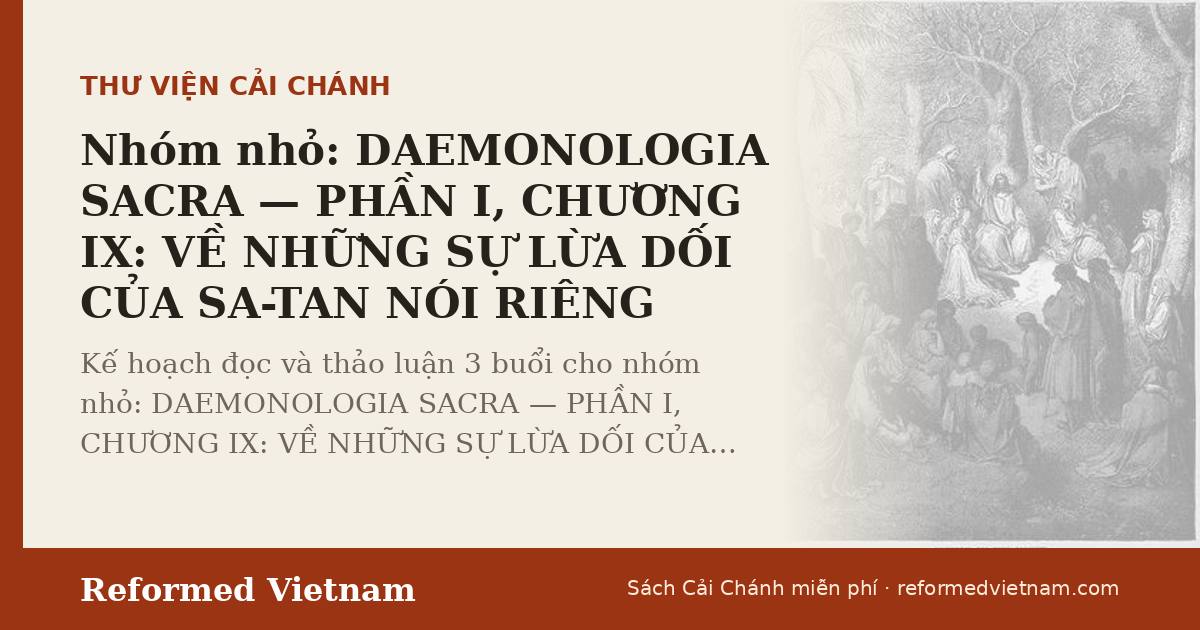 THƯ VIỆN CẢI CHÁNH
Nhóm nhỏ: DAEMONOLOGIA
SACRA — PHẦN I, CHƯƠNG
IX: VỀ NHỮNG SỰ LỪA DỐI
CỦA SA-TAN NÓI RIÊNG
Kế hoạch đọc và thảo luận 3 buổi cho nhóm
nhỏ: DAEMONOLOGIA SACRA — PHẦN I,
CHƯƠNG IX: VỀ NHỮNG SỰ LỪA DỐI CỦA...
Reformed Vietnam
Sách Cải Chánh miễn phí · reformedvietnam.com